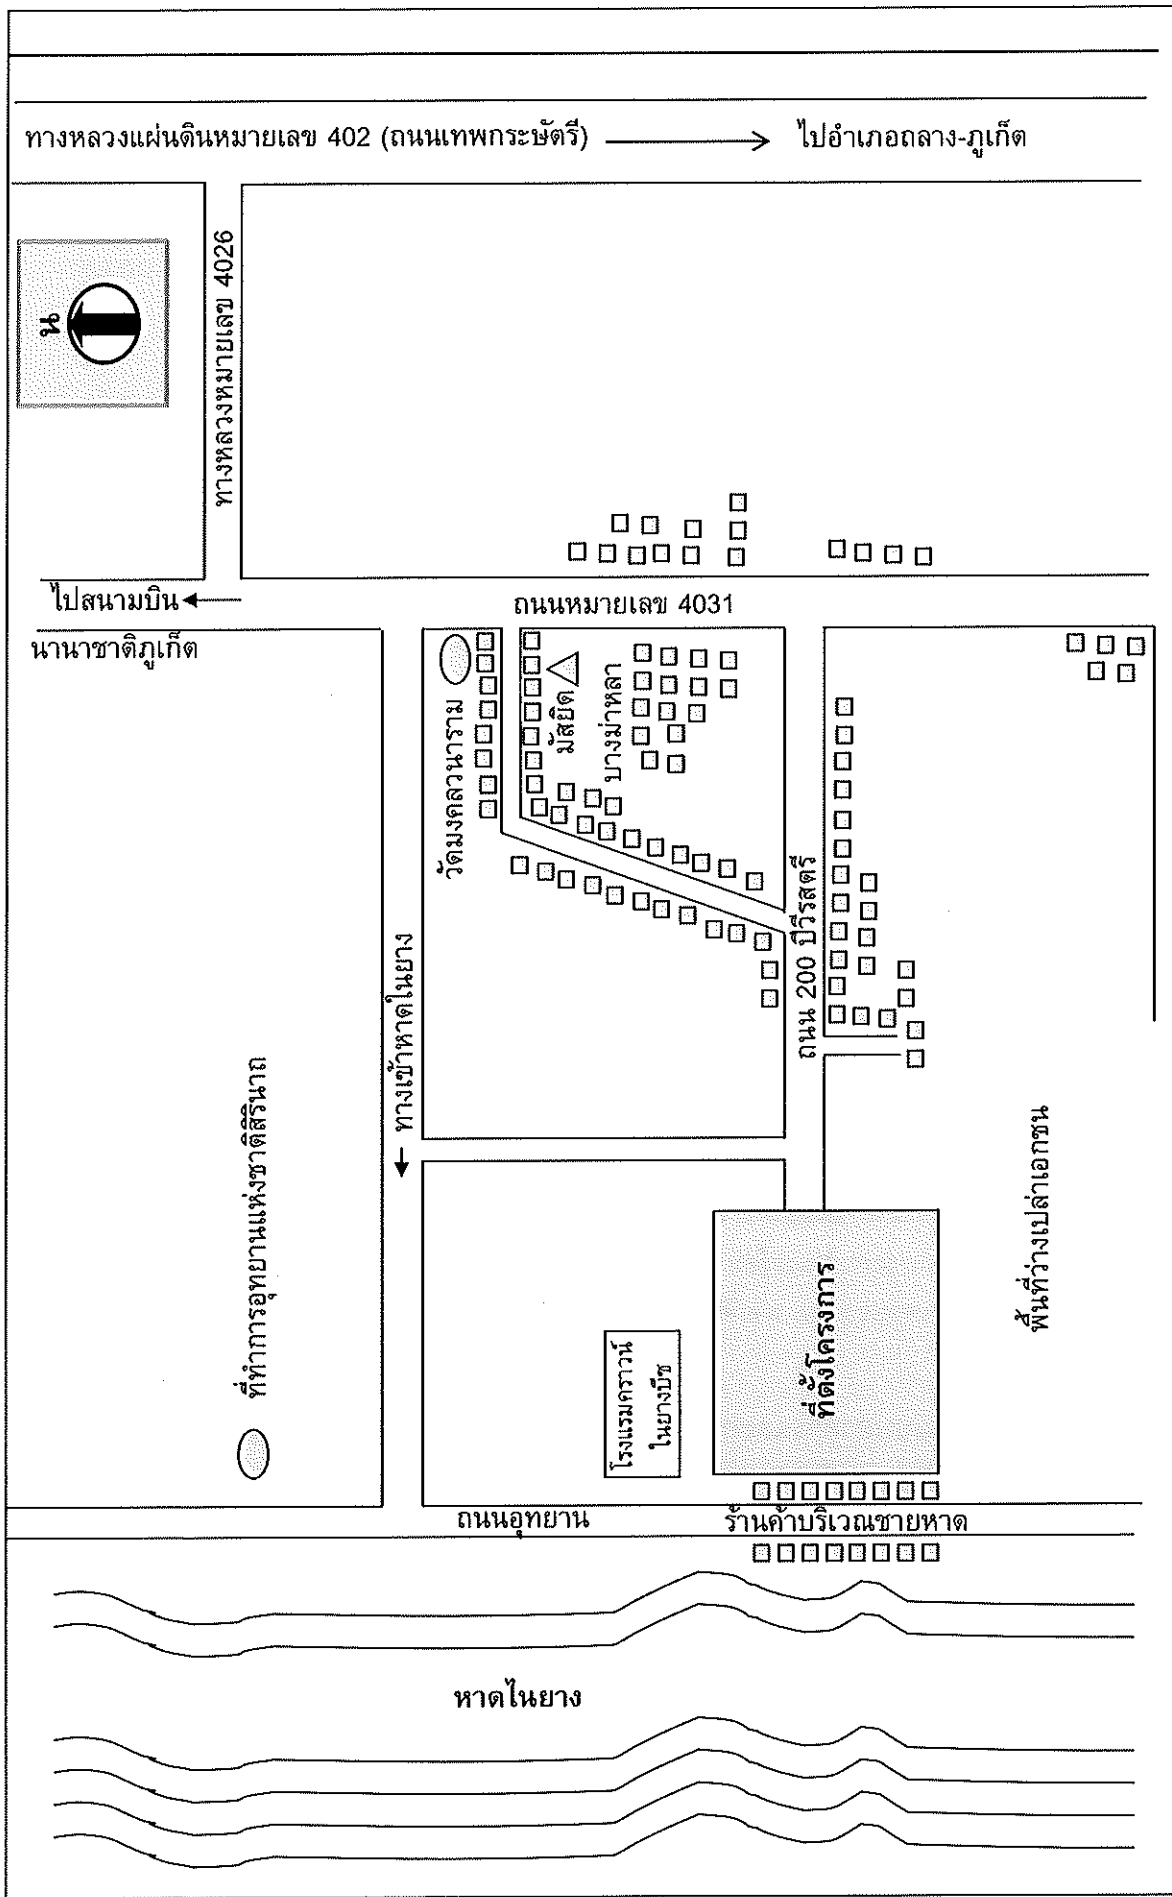 ทางหลวงแผ่นดินหมายเลข 402 (ถนนเทพกระษัตรี)
ไปอำเภอถลาง-ภูเก็ต
น
ทางหลวงหมายเลข 4026
ไปสนามบิน
นานาชาติภูเก็ต
ถนนหมายเลข 4031
วัดมงคลวนาราม
มัสยิด
บางม่าหลา
ถนน 200 ปีวีรสตรี
ทางเข้าหาดในยาง
ที่ทำการอุทยานแห่งชาติสิรินาถ
พื้นที่ว่างเปล่าเอกชน
โรงแรมคราวน์
ในยางบีช
ที่ตั้งโครงการ
ถนนอุทยาน
ร้านค้าบริเวณชายหาด
หาดในยาง